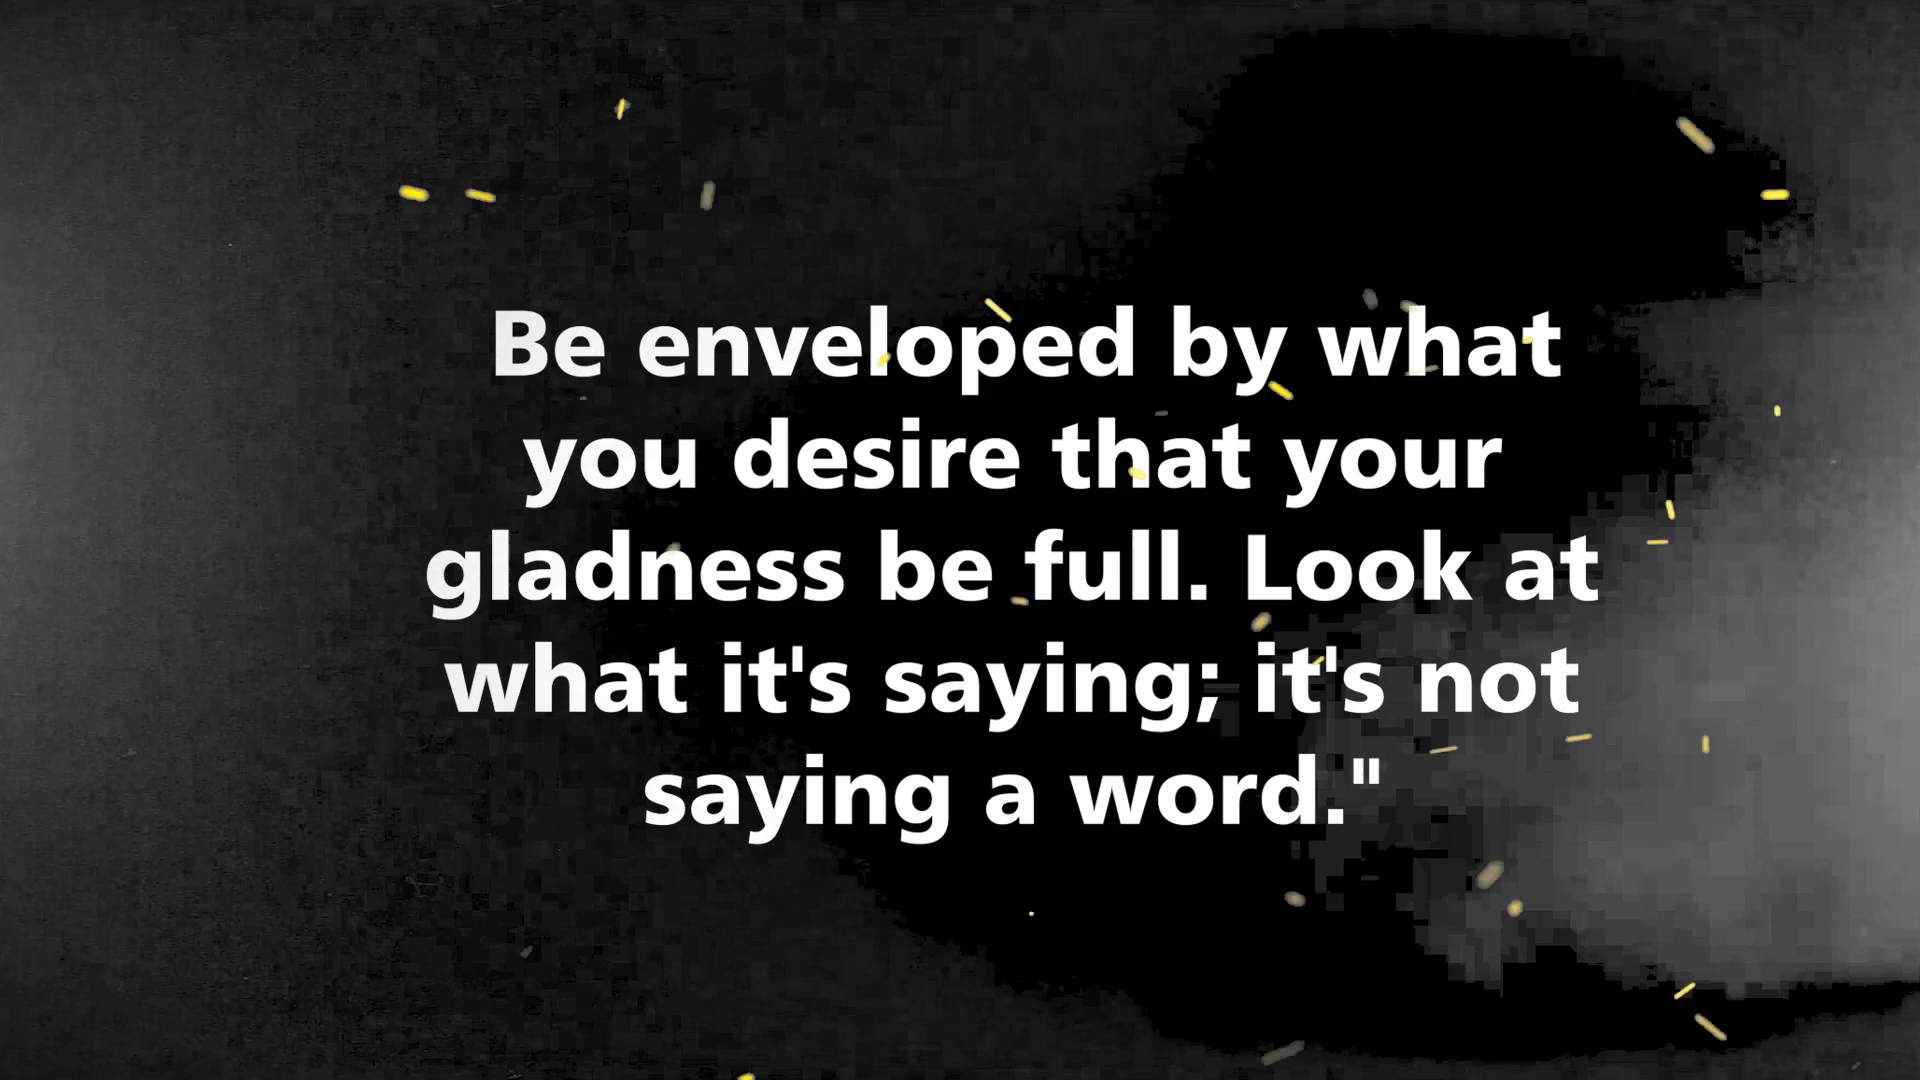 Be enveloped by what
you desire that your
gladness be full. Look at
what it's saying; it's not
saying a word."